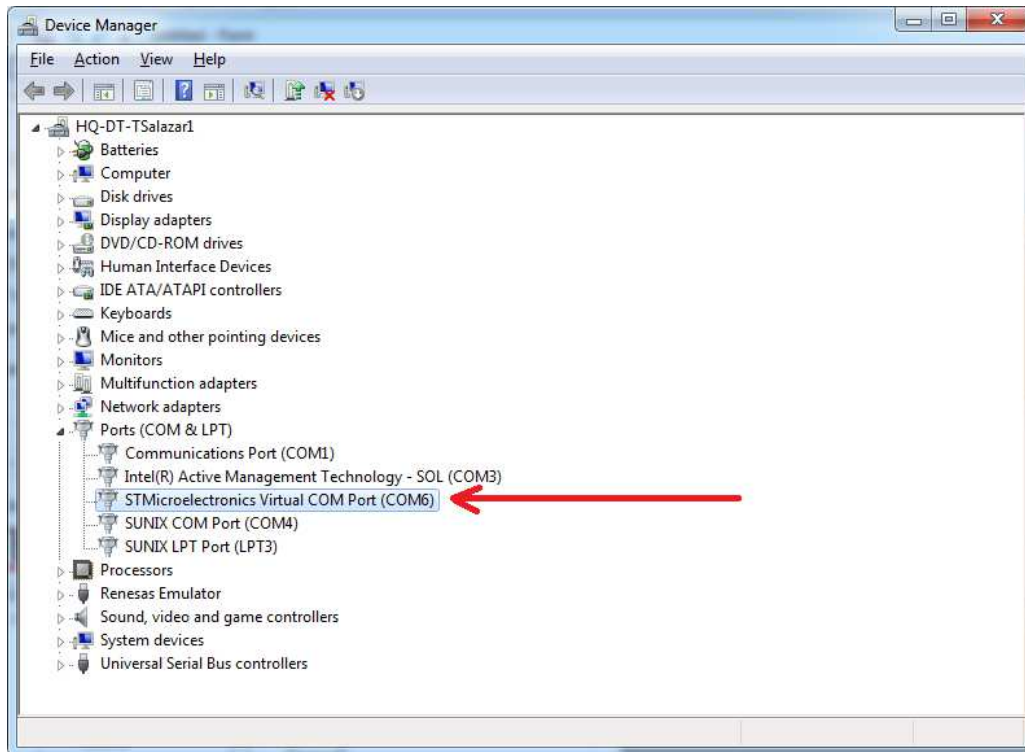 Device Manager
File Action View Help
HQ-DT-TSalazar1
Batteries
Computer
Disk drives
Display adapters
DVD/CD-ROM drives
Human Interface Devices
IDE ATA/ATAPI controllers
Keyboards
Mice and other pointing devices
Monitors
Multifunction adapters
Network adapters
Ports (COM & LPT)
Communications Port (COM1)
Intel(R) Active Management Technology - SOL (COM3)
STMicroelectronics Virtual COM Port (COM6)
SUNIX COM Port (COM4)
SUNIX LPT Port (LPT3)
Processors
Renesas Emulator
Sound, video and game controllers
System devices
Universal Serial Bus controllers